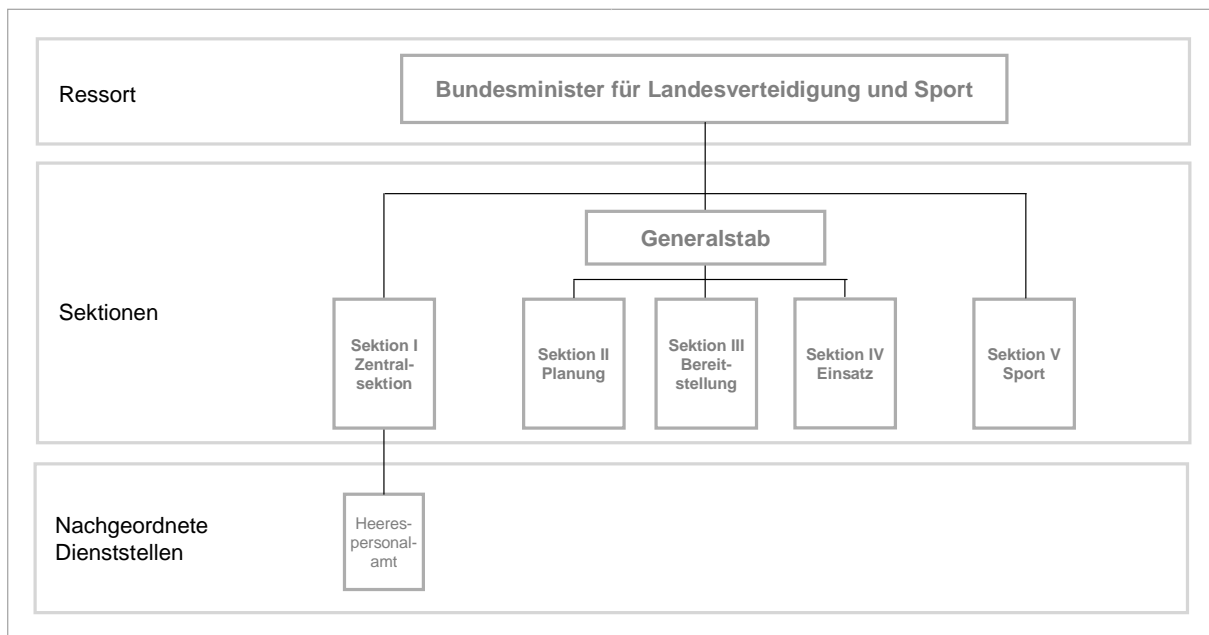 Ressort
Bundesminister für Landesverteidigung und Sport
Sektionen
Generalstab
Sektion I
Zentral-
sektion
Sektion II
Planung
Sektion III
Bereit-
stellung
Sektion IV
Einsatz
Sektion V
Sport
Nachgeordnete
Dienststellen
Heeres-
personal-
amt